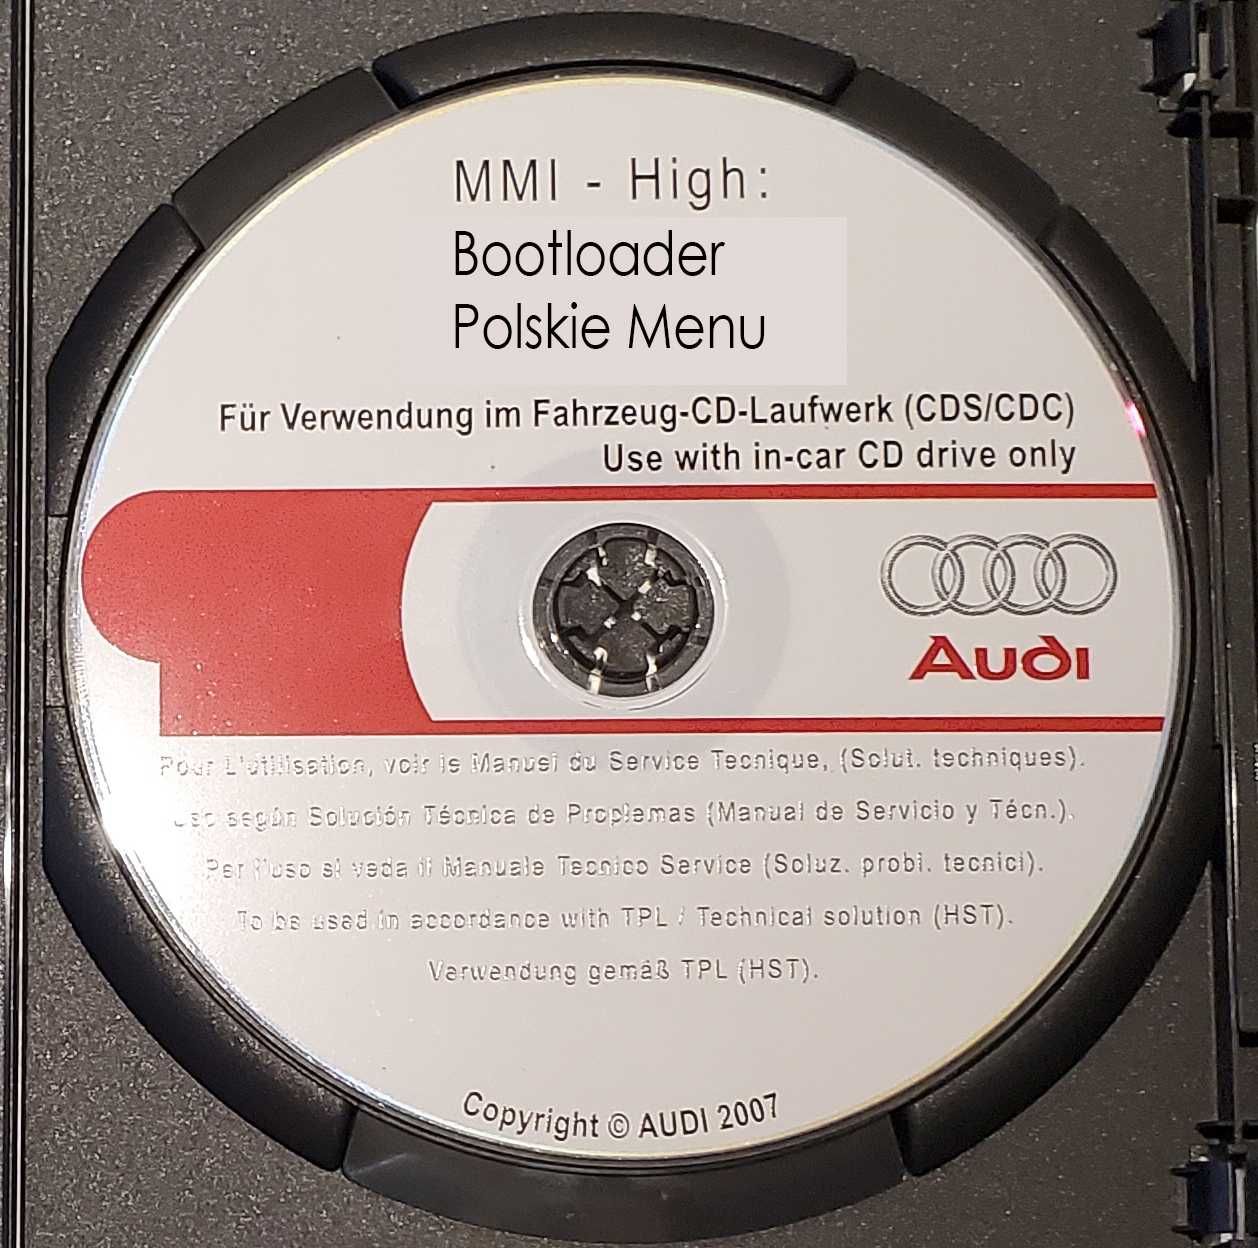 MMI - High:
Bootloader
Polskie Menu
Für Verwendung im Fahrzeug-CD-Laufwerk (CDS/CDC)
Use with in-car CD drive only
Audi
Pour L'utilisation, voir le Manuel du Service Tecnique, (Solut. techniques).
Uso según Solución Técnica de Proplemas (Manual de Servicio y Técn.).
Per l'uso si veda il Manuale Tecnico Service (Soluz. probl. tecnici).
To be used in accordance with TPL / Technical solution (HST).
Verwendung gemäß TPL (HST).
Copyright © AUDI 2007